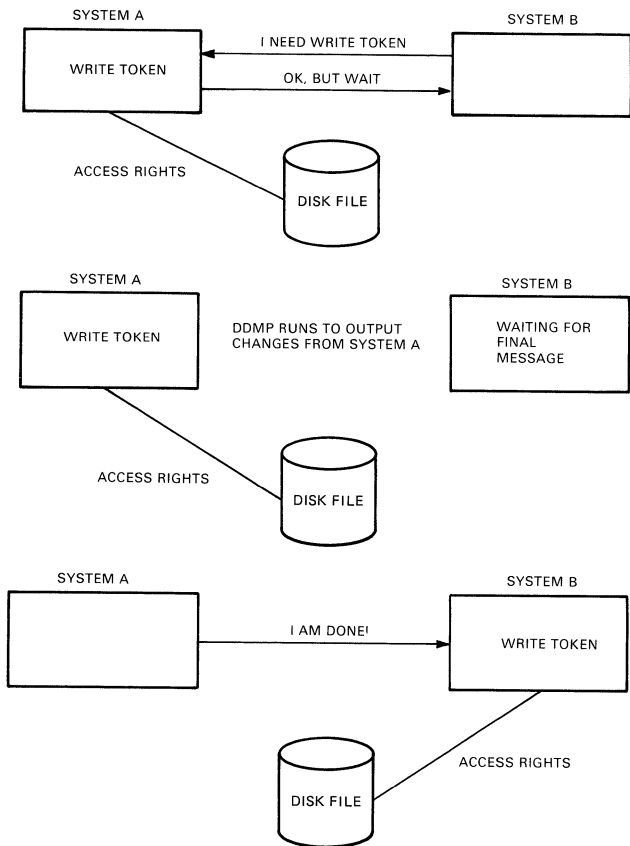 SYSTEM A
SYSTEM B
I NEED WRITE TOKEN
WRITE TOKEN
OK, BUT WAIT
ACCESS RIGHTS
DISK FILE
SYSTEM A
SYSTEM B
WRITE TOKEN
DDMP RUNS TO OUTPUT
CHANGES FROM SYSTEM A
WAITING FOR
FINAL
MESSAGE
ACCESS RIGHTS
DISK FILE
SYSTEM A
SYSTEM B
I AM DONE!
WRITE TOKEN
ACCESS RIGHTS
DISK FILE